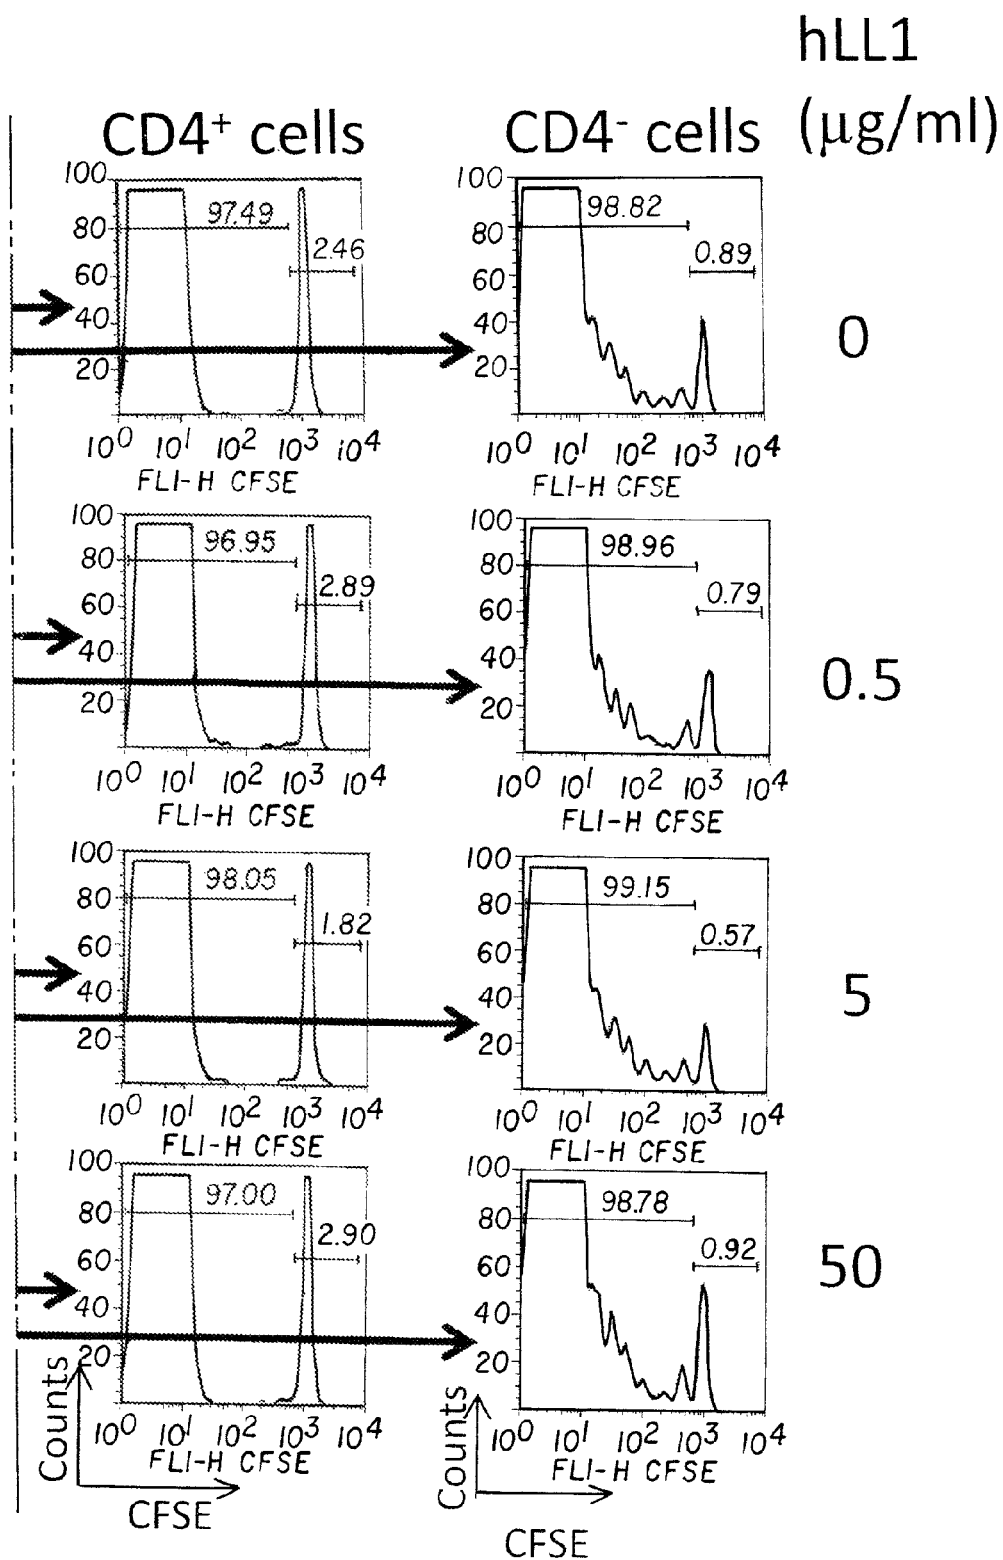 hLL1
(μg/ml)
CD4⁺ cells
CD4⁻ cells
100
80
60
40
20
97.49
2.46
10⁰ 10¹ 10² 10³ 10⁴
FLI-H CFSE
100
80
60
40
20
98.82
0.89
10⁰ 10¹ 10² 10³ 10⁴
FLI-H CFSE
0
100
80
60
40
20
96.95
2.89
10⁰ 10¹ 10² 10³ 10⁴
FLI-H CFSE
100
80
60
40
20
98.96
0.79
10⁰ 10¹ 10² 10³ 10⁴
FLI-H CFSE
0.5
100
80
60
40
20
98.05
1.82
10⁰ 10¹ 10² 10³ 10⁴
FLI-H CFSE
100
80
60
40
20
99.15
0.57
10⁰ 10¹ 10² 10³ 10⁴
FLI-H CFSE
5
100
80
60
40
20
97.00
2.90
10⁰ 10¹ 10² 10³ 10⁴
FLI-H CFSE
Counts
CFSE
100
80
60
40
20
98.78
0.92
10⁰ 10¹ 10² 10³ 10⁴
FLI-H CFSE
Counts
CFSE
50